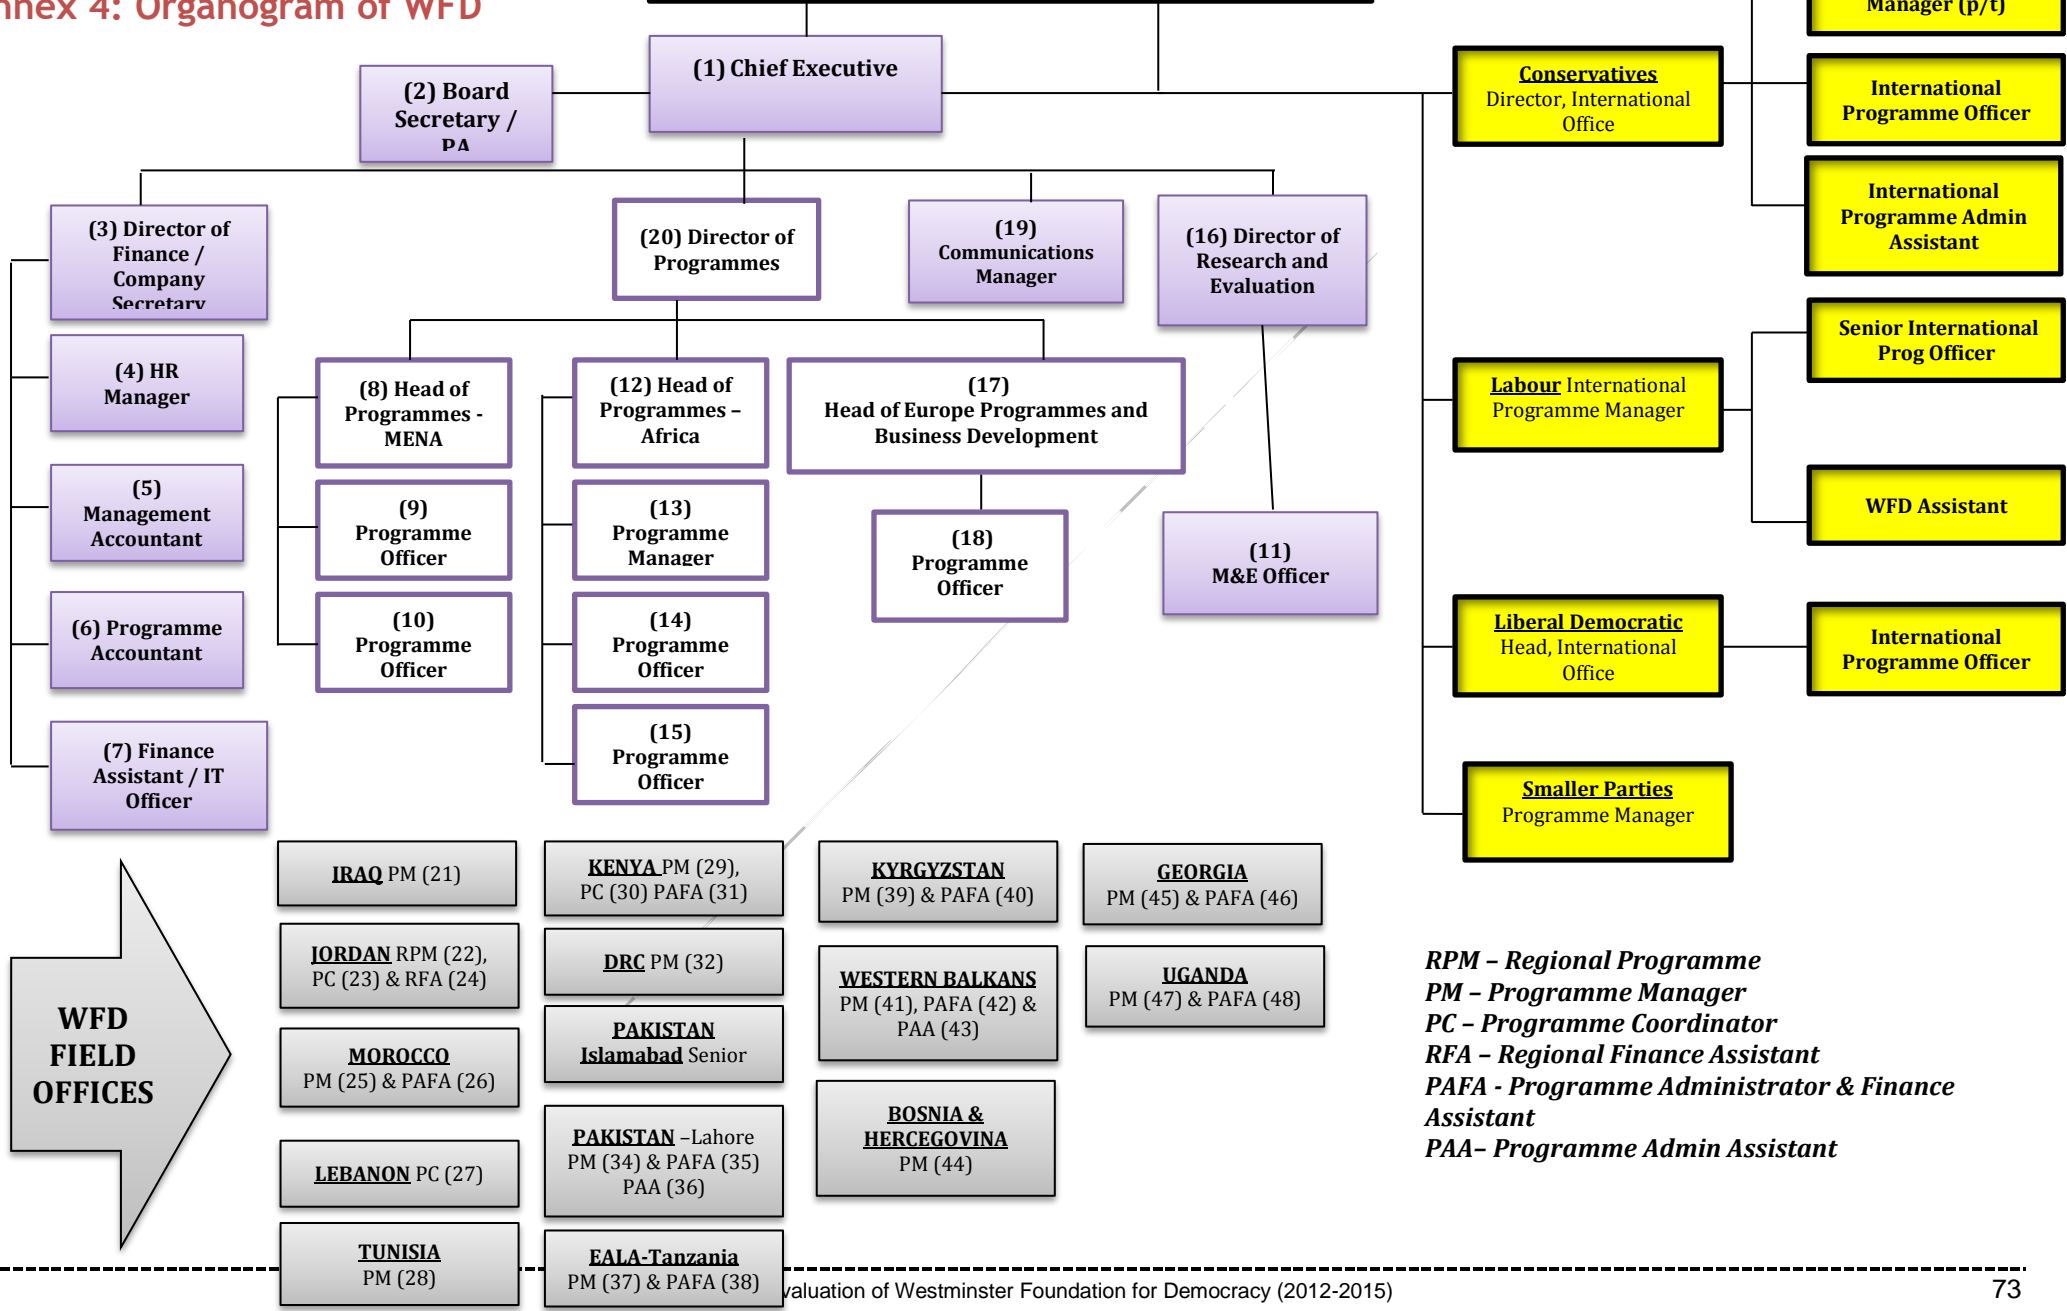 nnex 4: Organogram of WFD
Manager (p/t)
(1) Chief Executive
(2) Board
Secretary /
PA
Conservatives
Director, International
Office
International
Programme Officer
International
Programme Admin
Assistant
(3) Director of
Finance /
Company
Secretary
(20) Director of
Programmes
(19)
Communications
Manager
(16) Director of
Research and
Evaluation
(4) HR
Manager
(8) Head of
Programmes -
MENA
(12) Head of
Programmes –
Africa
(17)
Head of Europe Programmes and
Business Development
Labour International
Programme Manager
Senior International
Prog Officer
(5)
Management
Accountant
(9)
Programme
Officer
(13)
Programme
Manager
(18)
Programme
Officer
(11)
M&E Officer
WFD Assistant
(6) Programme
Accountant
(10)
Programme
Officer
(14)
Programme
Officer
Liberal Democratic
Head, International
Office
International
Programme Officer
(7) Finance
Assistant / IT
Officer
(15)
Programme
Officer
Smaller Parties
Programme Manager
WFD
FIELD
OFFICES
IRAQ PM (21)
JORDAN RPM (22),
PC (23) & RFA (24)
MOROCCO
PM (25) & PAFA (26)
LEBANON PC (27)
TUNISIA
PM (28)
KENYA PM (29),
PC (30) PAFA (31)
DRC PM (32)
PAKISTAN
Islamabad Senior
PAKISTAN –Lahore
PM (34) & PAFA (35)
PAA (36)
EALA-Tanzania
PM (37) & PAFA (38)
KYRGYZSTAN
PM (39) & PAFA (40)
WESTERN BALKANS
PM (41), PAFA (42) &
PAA (43)
BOSNIA &
HERCEGOVINA
PM (44)
GEORGIA
PM (45) & PAFA (46)
UGANDA
PM (47) & PAFA (48)
RPM – Regional Programme
PM – Programme Manager
PC – Programme Coordinator
RFA – Regional Finance Assistant
PAFA - Programme Administrator & Finance
Assistant
PAA– Programme Admin Assistant
valuation of Westminster Foundation for Democracy (2012-2015)
73